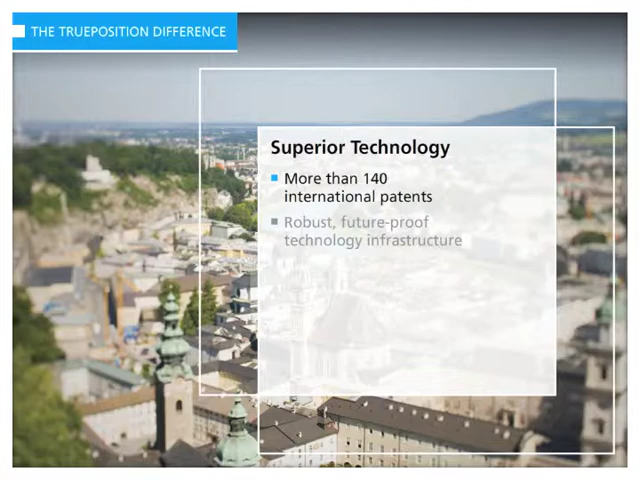 THE TRUEPOSITION DIFFERENCE
Superior Technology
More than 140
international patents
Robust, future-proof
technology infrastructure